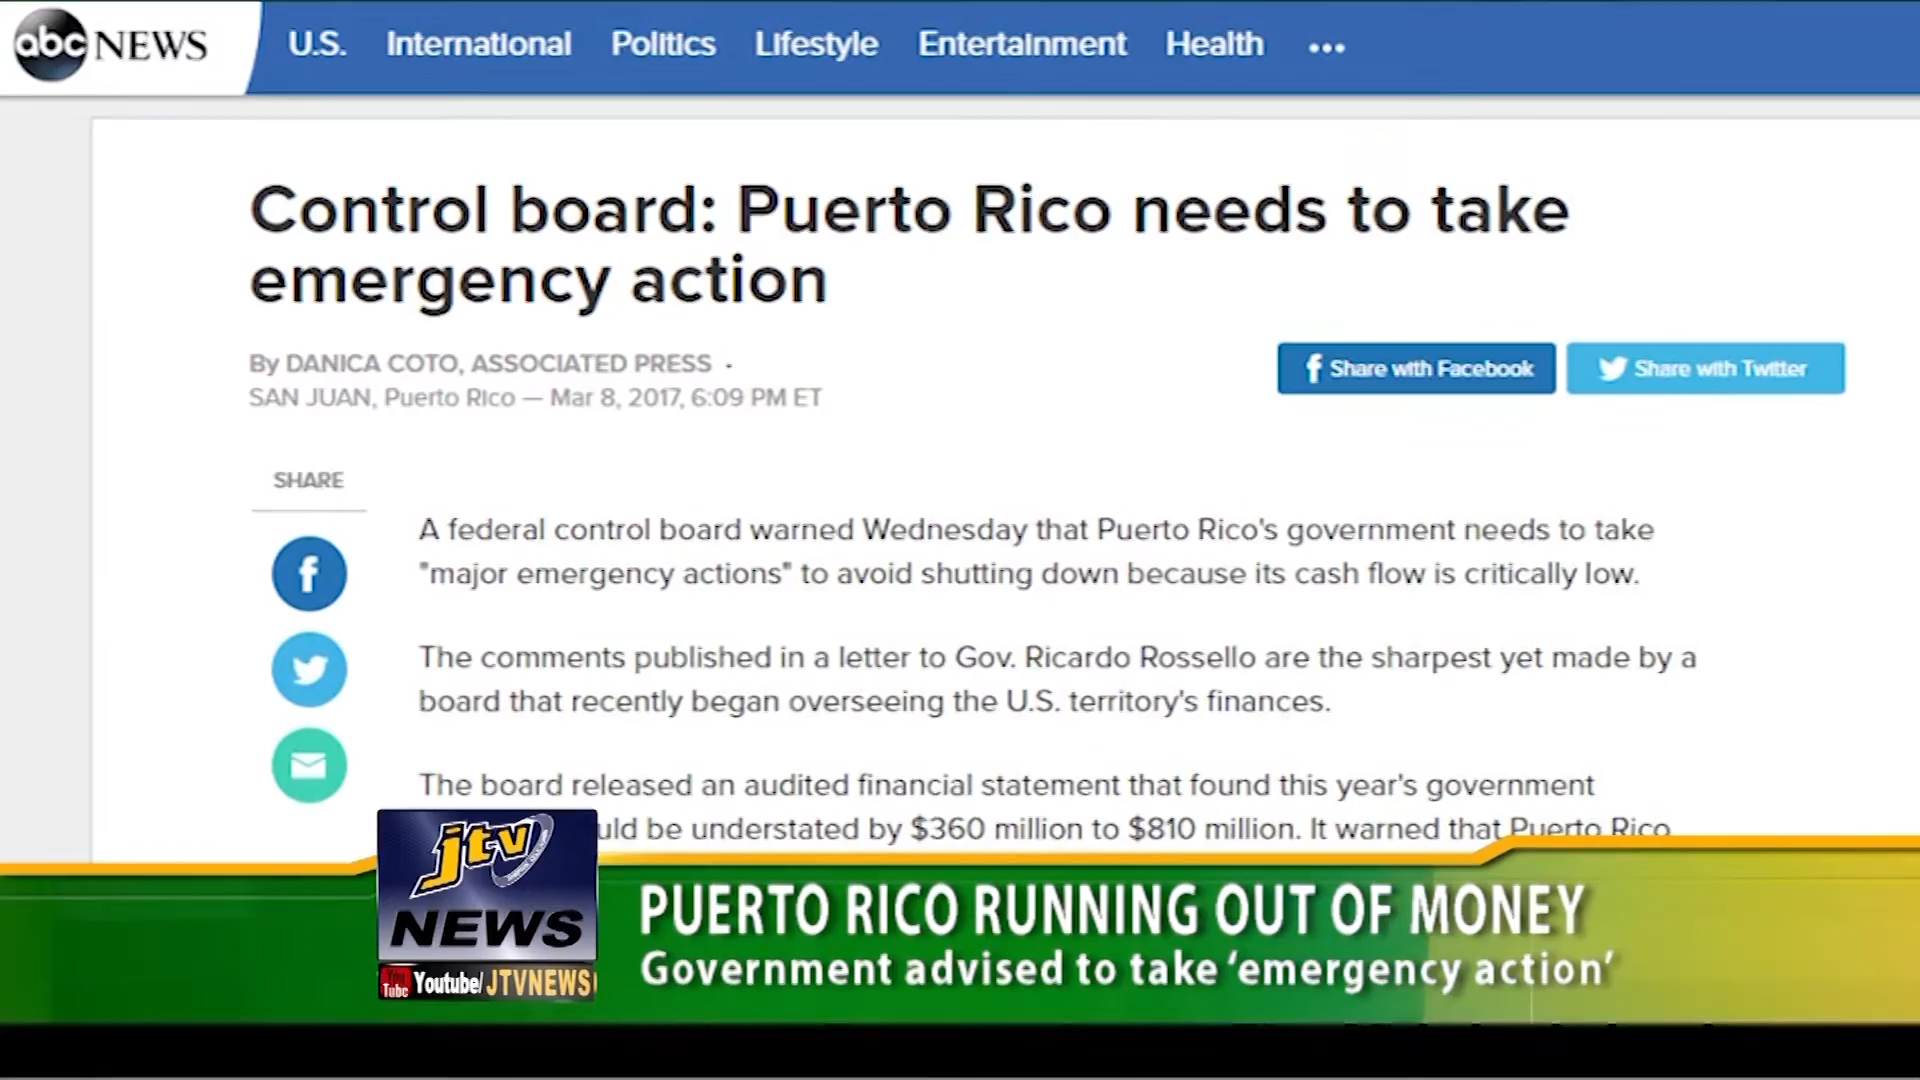 abc NEWS U.S. International Politics Lifestyle Entertainment Health ...
Control board: Puerto Rico needs to take
emergency action
By DANICA COTO, ASSOCIATED PRESS -
SAN JUAN, Puerto Rico — Mar 8, 2017, 6:09 PM ET
f Share with Facebook
Share with Twitter
SHARE
f
A federal control board warned Wednesday that Puerto Rico's government needs to take
"major emergency actions" to avoid shutting down because its cash flow is critically low.
The comments published in a letter to Gov. Ricardo Rossello are the sharpest yet made by a
board that recently began overseeing the U.S. territory's finances.
The board released an audited financial statement that found this year's government
be understated by $360 million to $810 million. It warned that Puerto Rico
jtv
NEWS
You Tube Youtube/JTVNEWS
PUERTO RICO RUNNING OUT OF MONEY
Government advised to take ‘emergency action’